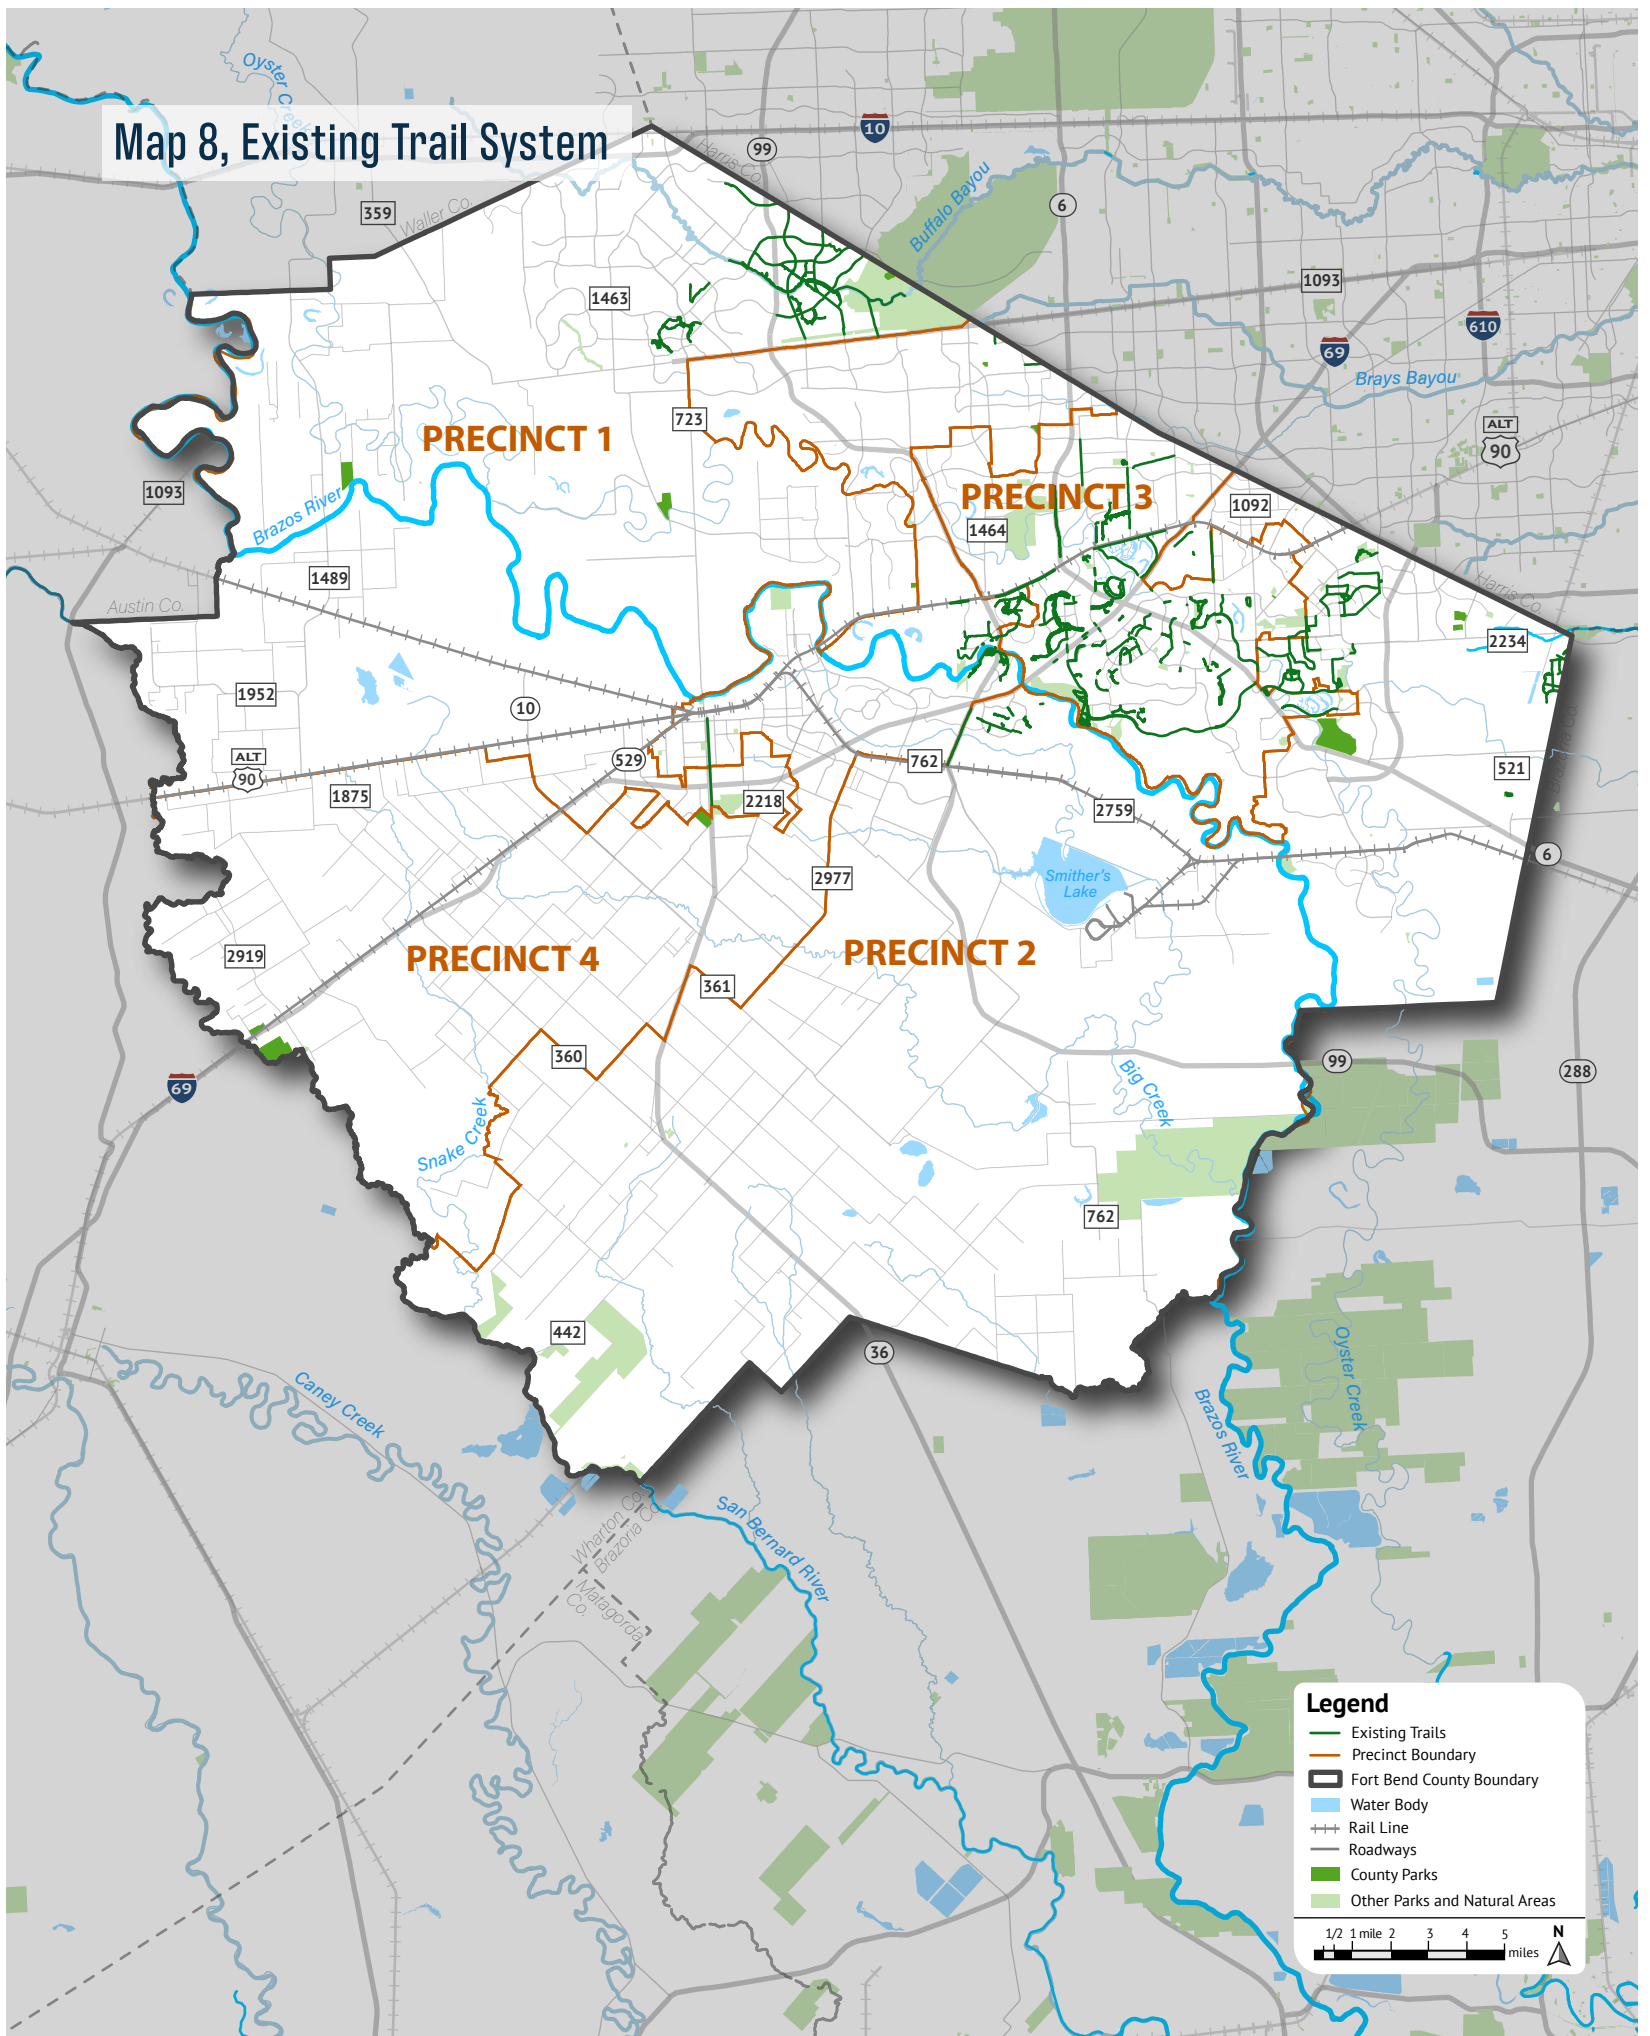 Map 8, Existing Trail System
Oyster Creek
Waller Co.
Harris Co.
Buffalo Bayou
Brays Bayou
359
99
10
6
1093
610
69
ALT
90
1463
723
PRECINCT 1
PRECINCT 3
1464
1092
1093
Brazos River
1489
Austin Co.
Harris Co.
2234
1952
10
ALT
90
529
762
521
1875
2218
2759
6
2977
Smither's
Lake
2919
PRECINCT 4
PRECINCT 2
361
360
69
99
288
Big Creek
Snake Creek
762
442
36
Caney Creek
Oyster Creek
Brazos River
San Bernard River
Wharton Co.
Brazoria Co.
Matagorda
Co.
Legend
Existing Trails
Precinct Boundary
Fort Bend County Boundary
Water Body
Rail Line
Roadways
County Parks
Other Parks and Natural Areas
1/2 1 mile 2 3 4 5
miles
N